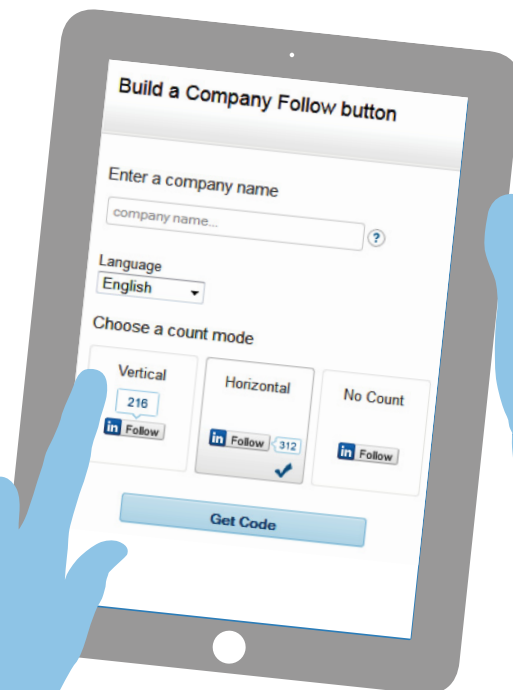 Build a Company Follow button
Enter a company name
company name...
?
Language
English
Choose a count mode
Vertical
216
in Follow
Horizontal
in Follow 312
No Count
in Follow
Get Code